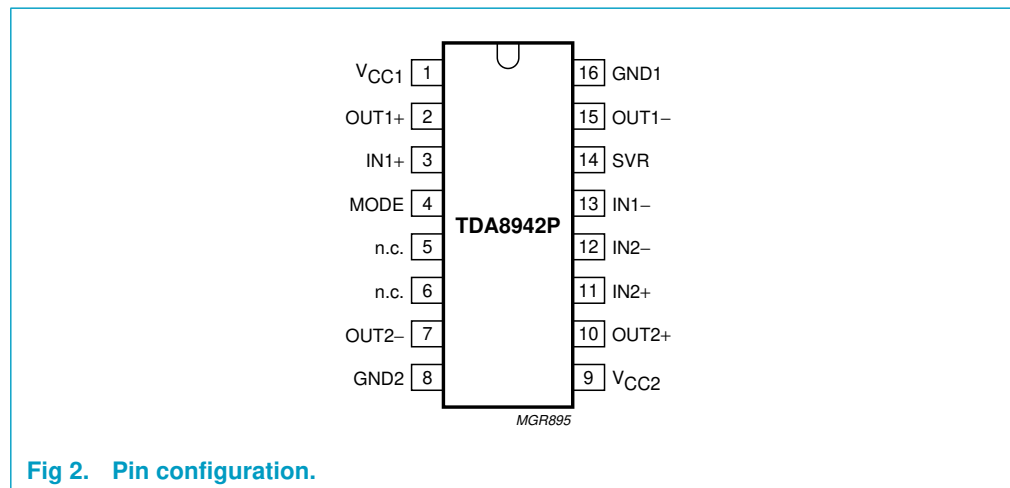 VCC1 1 16 GND1
OUT1+ 2 15 OUT1−
IN1+ 3 14 SVR
MODE 4 13 IN1−
TDA8942P
n.c. 5 12 IN2−
n.c. 6 11 IN2+
OUT2− 7 10 OUT2+
GND2 8 9 VCC2
MGR895
Fig 2. Pin configuration.